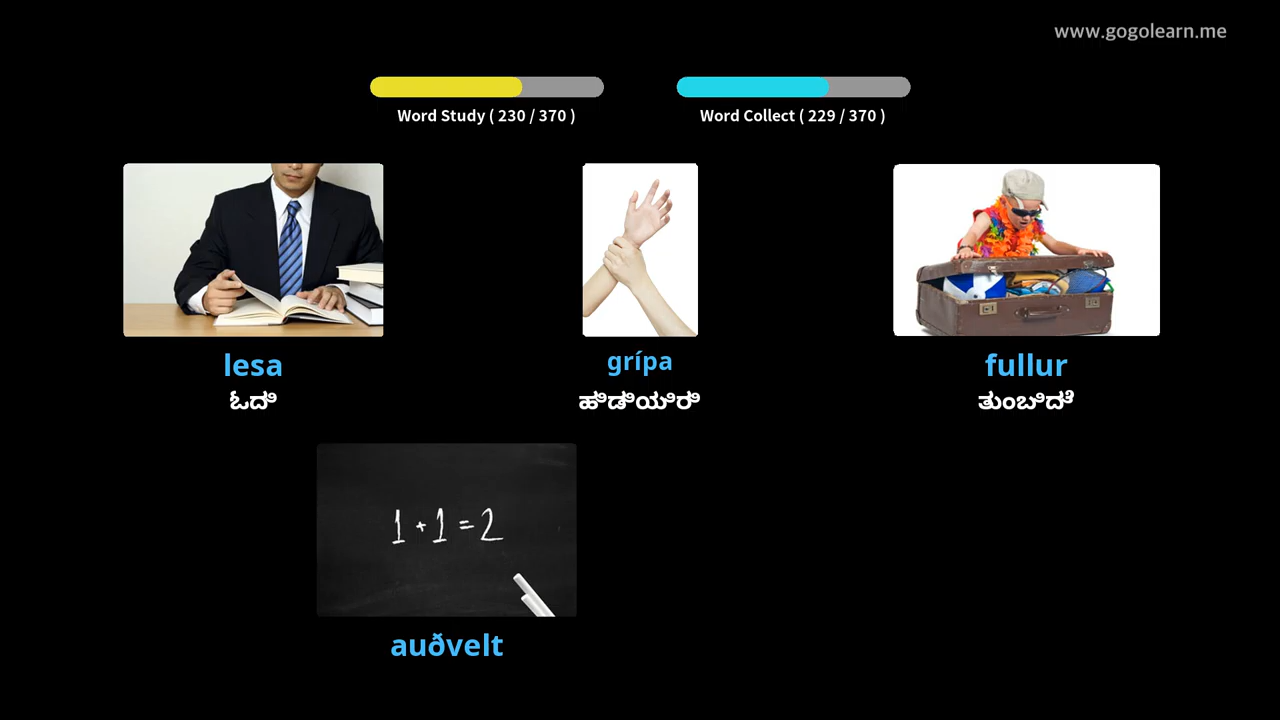 www.gogolearn.me
Word Study ( 230 / 370 )
Word Collect ( 229 / 370 )
lesa
ಓದಿ
grípa
ಹಿಡಿಯಿರಿ
fullur
ತುಂಬಿದೆ
1 + 1 = 2
auðvelt